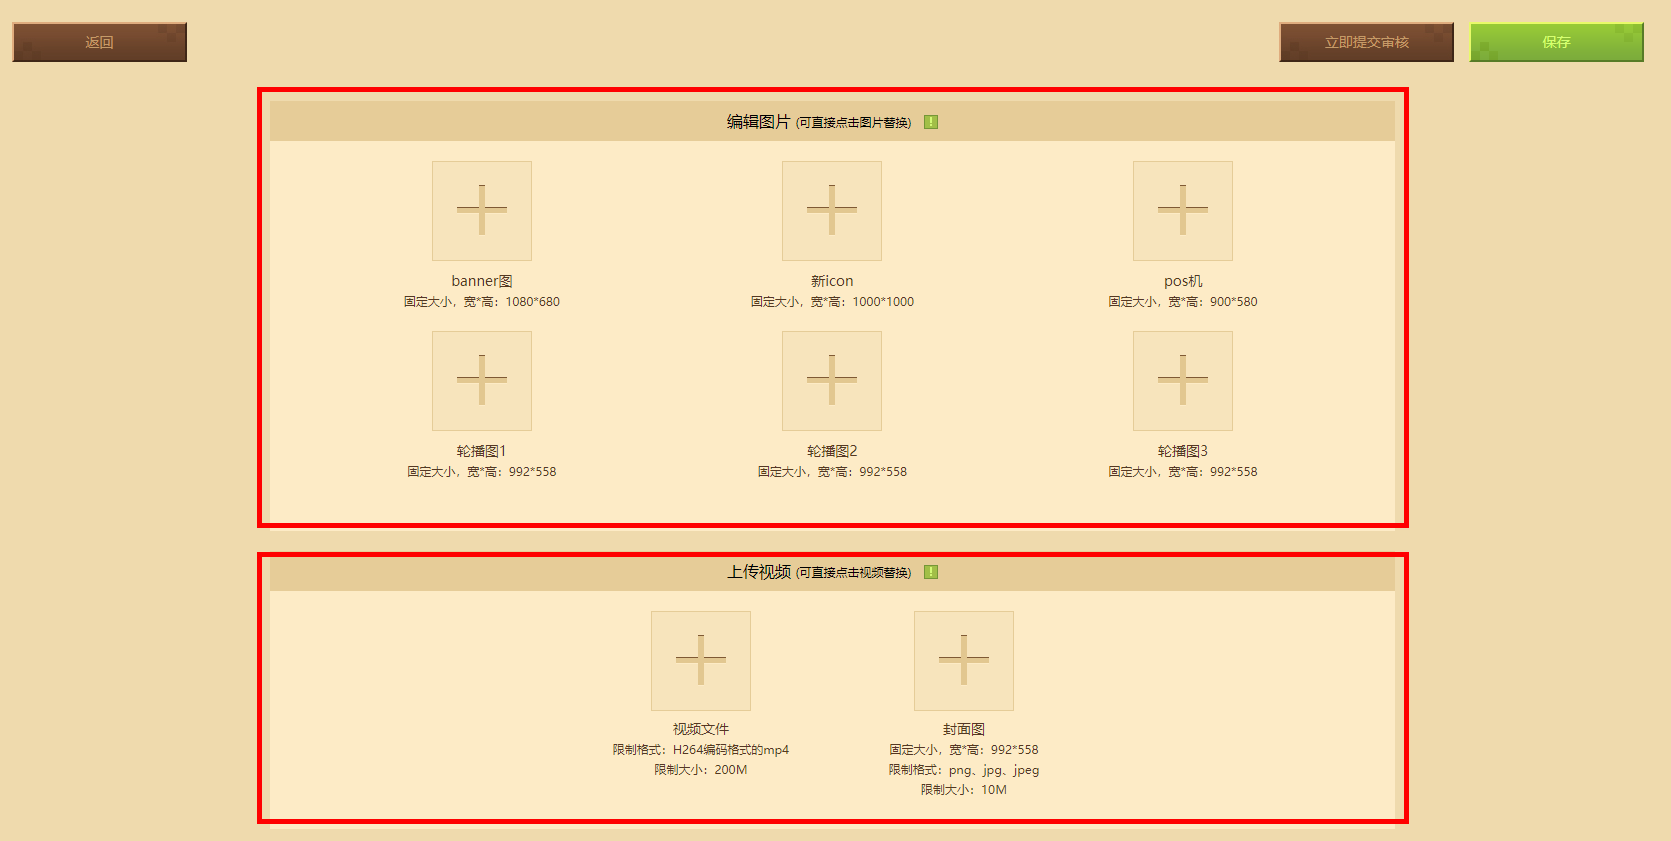 返回
立即提交审核
保存
编辑图片 (可直接点击图片替换) !
banner图
固定大小，宽*高：1080*680
新icon
固定大小，宽*高：1000*1000
pos机
固定大小，宽*高：900*580
轮播图1
固定大小，宽*高：992*558
轮播图2
固定大小，宽*高：992*558
轮播图3
固定大小，宽*高：992*558
上传视频 (可直接点击视频替换) !
视频文件
限制格式：H264编码格式的mp4
限制大小：200M
封面图
固定大小，宽*高：992*558
限制格式：png、jpg、jpeg
限制大小：10M